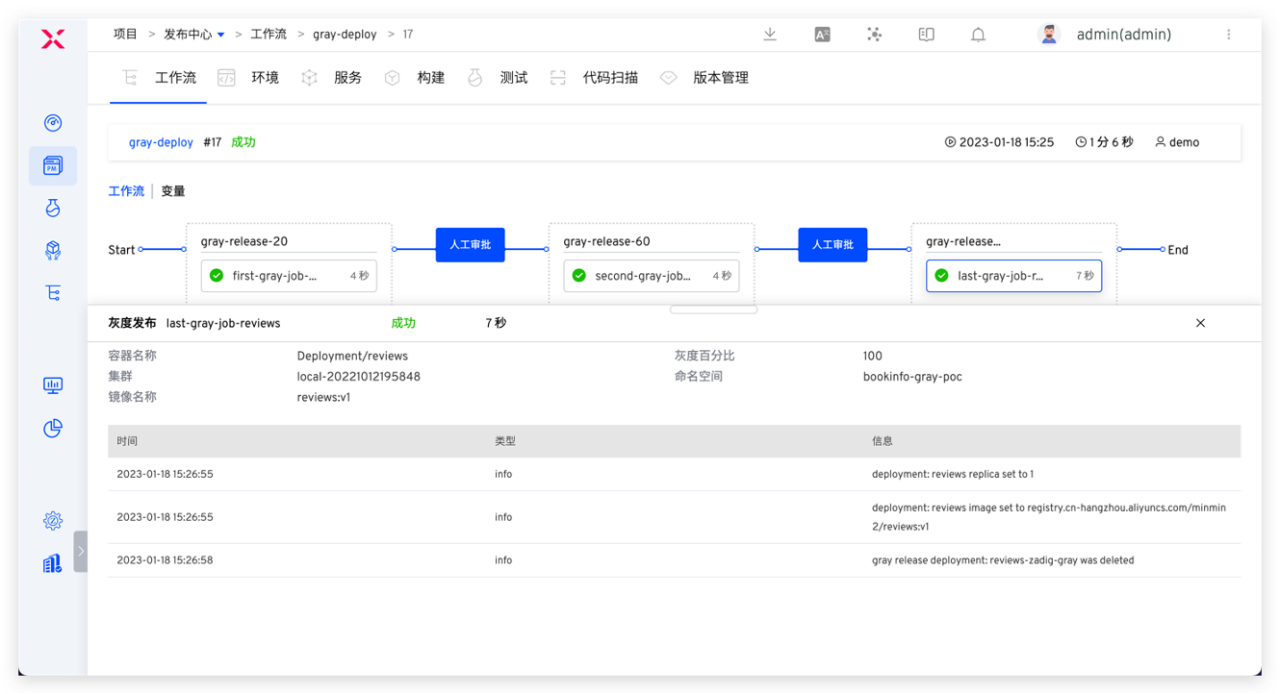 项目 > 发布中心 > 工作流 > gray-deploy > 17
admin(admin)
工作流 环境 服务 构建 测试 代码扫描 版本管理
gray-deploy #17 成功 2023-01-18 15:25 1 分 6 秒 demo
工作流 | 变量
Start
gray-release-20
first-gray-job-... 4 秒
人工审批
gray-release-60
second-gray-job... 4 秒
人工审批
gray-release...
last-gray-job-r... 7 秒
End
灰度发布 last-gray-job-reviews 成功 7 秒
容器名称 Deployment/reviews 灰度百分比 100
集群 local-20221012195848 命名空间 bookinfo-gray-poc
镜像名称 reviews:v1
时间 类型 信息
2023-01-18 15:26:55 info deployment: reviews replica set to 1
2023-01-18 15:26:55 info deployment: reviews image set to registry.cn-hangzhou.aliyuncs.com/minmin
2/reviews:v1
2023-01-18 15:26:58 info gray release deployment: reviews-zadig-gray was deleted